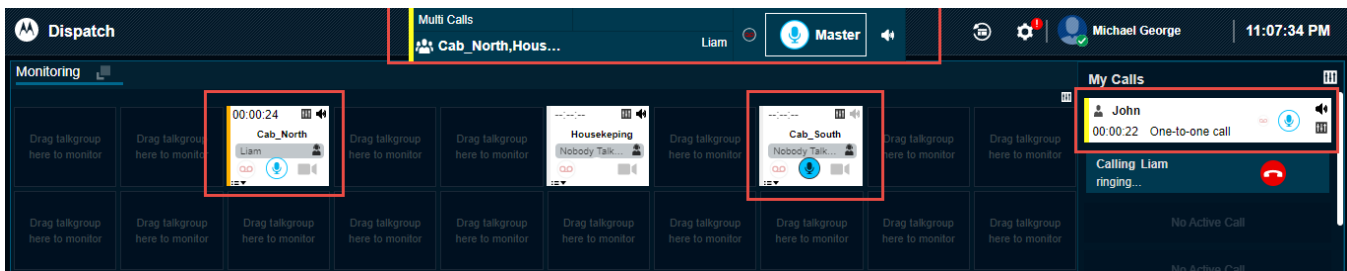 Dispatch
Multi Calls
Cab_North,Hous...
Liam
Master
Michael George
11:07:34 PM
Monitoring
My Calls
Drag talkgroup
here to monitor
Drag talkgroup
here to monitor
00:00:24
Cab_North
Liam
Drag talkgroup
here to monitor
Drag talkgroup
here to monitor
--:--:--
Housekeping
Nobody Talk...
Drag talkgroup
here to monitor
--:--:--
Cab_South
Nobody Talk...
Drag talkgroup
here to monitor
Drag talkgroup
here to monitor
John
00:00:22 One-to-one call
Calling Liam
ringing...
Drag talkgroup
here to monitor
Drag talkgroup
here to monitor
Drag talkgroup
here to monitor
Drag talkgroup
here to monitor
Drag talkgroup
here to monitor
Drag talkgroup
here to monitor
Drag talkgroup
here to monitor
Drag talkgroup
here to monitor
Drag talkgroup
here to monitor
Drag talkgroup
here to monitor
No Active Call
No Active Call